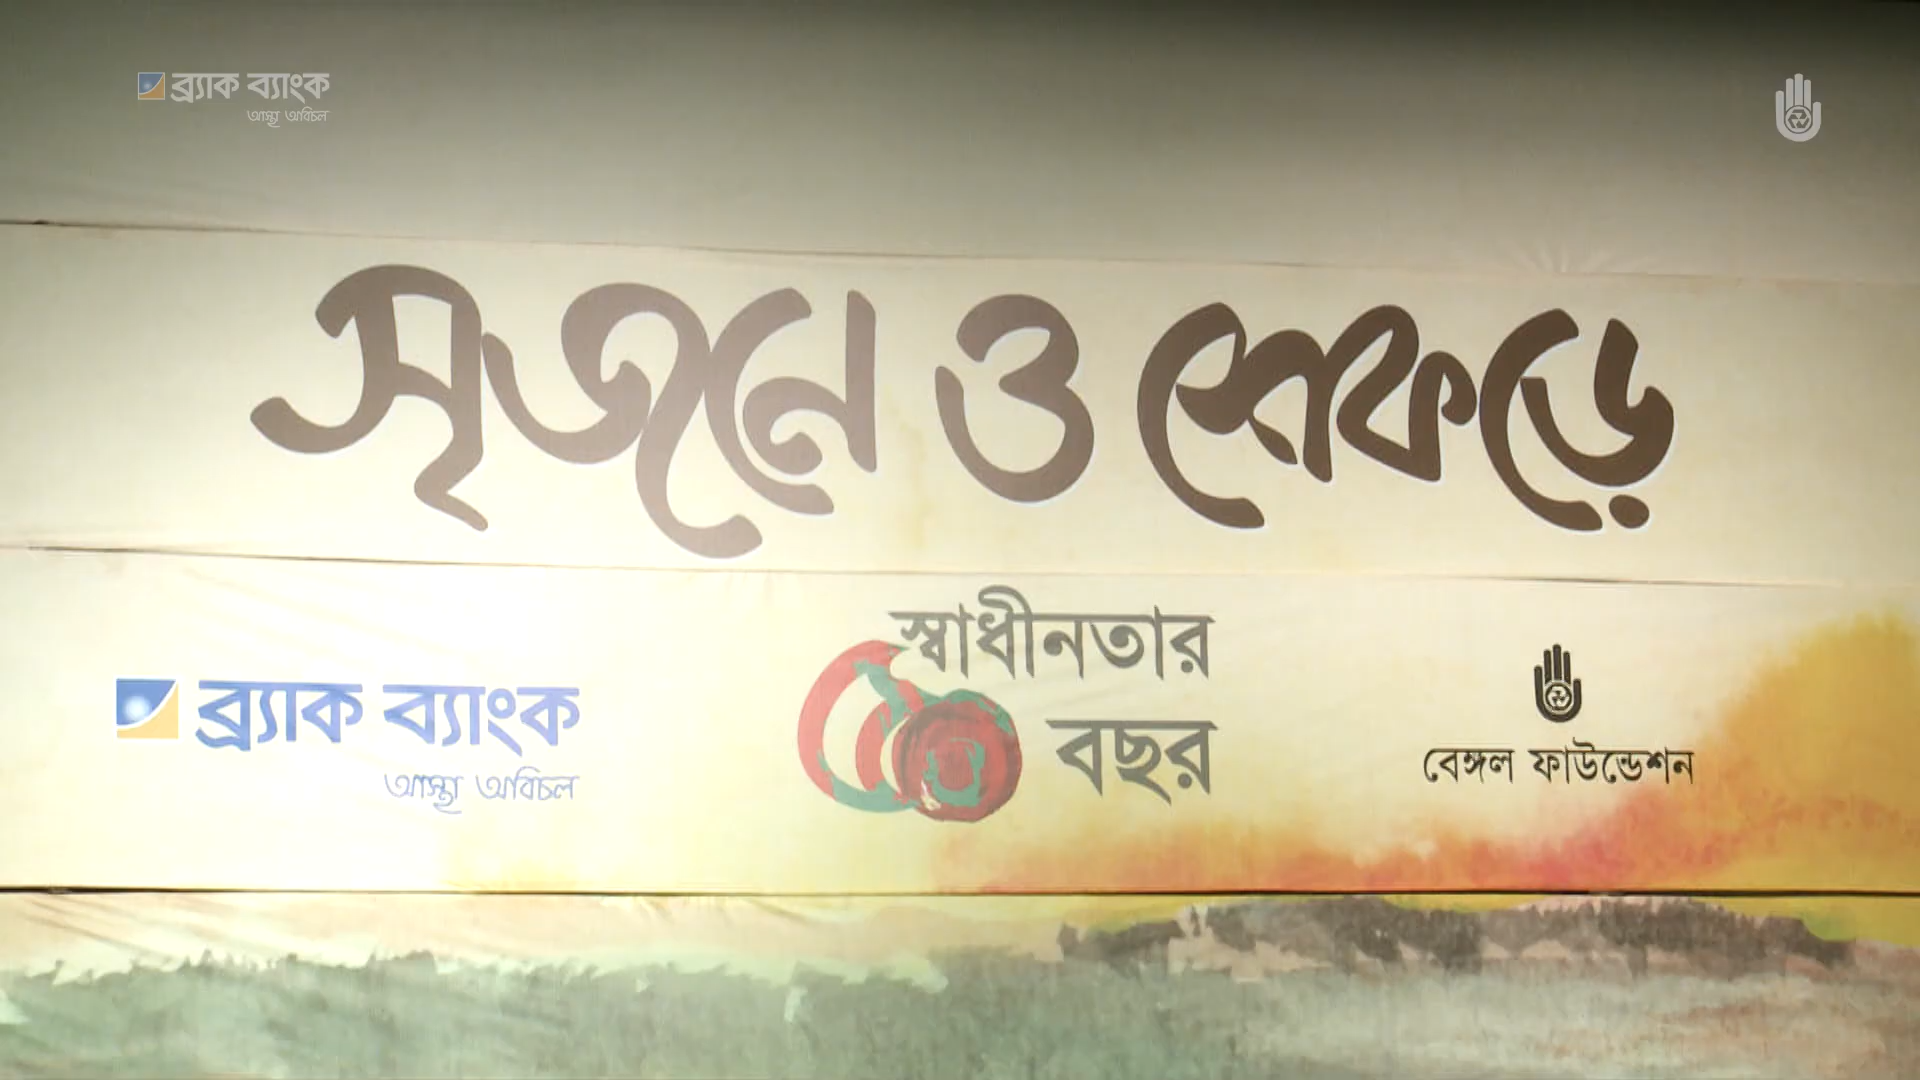 ব্র্যাক ব্যাংক
আস্থা অবিচল
সৃজনে ও শেকড়ে
ব্র্যাক ব্যাংক
আস্থা অবিচল
স্বাধীনতার
৫০ বছর
বেঙ্গল ফাউন্ডেশন